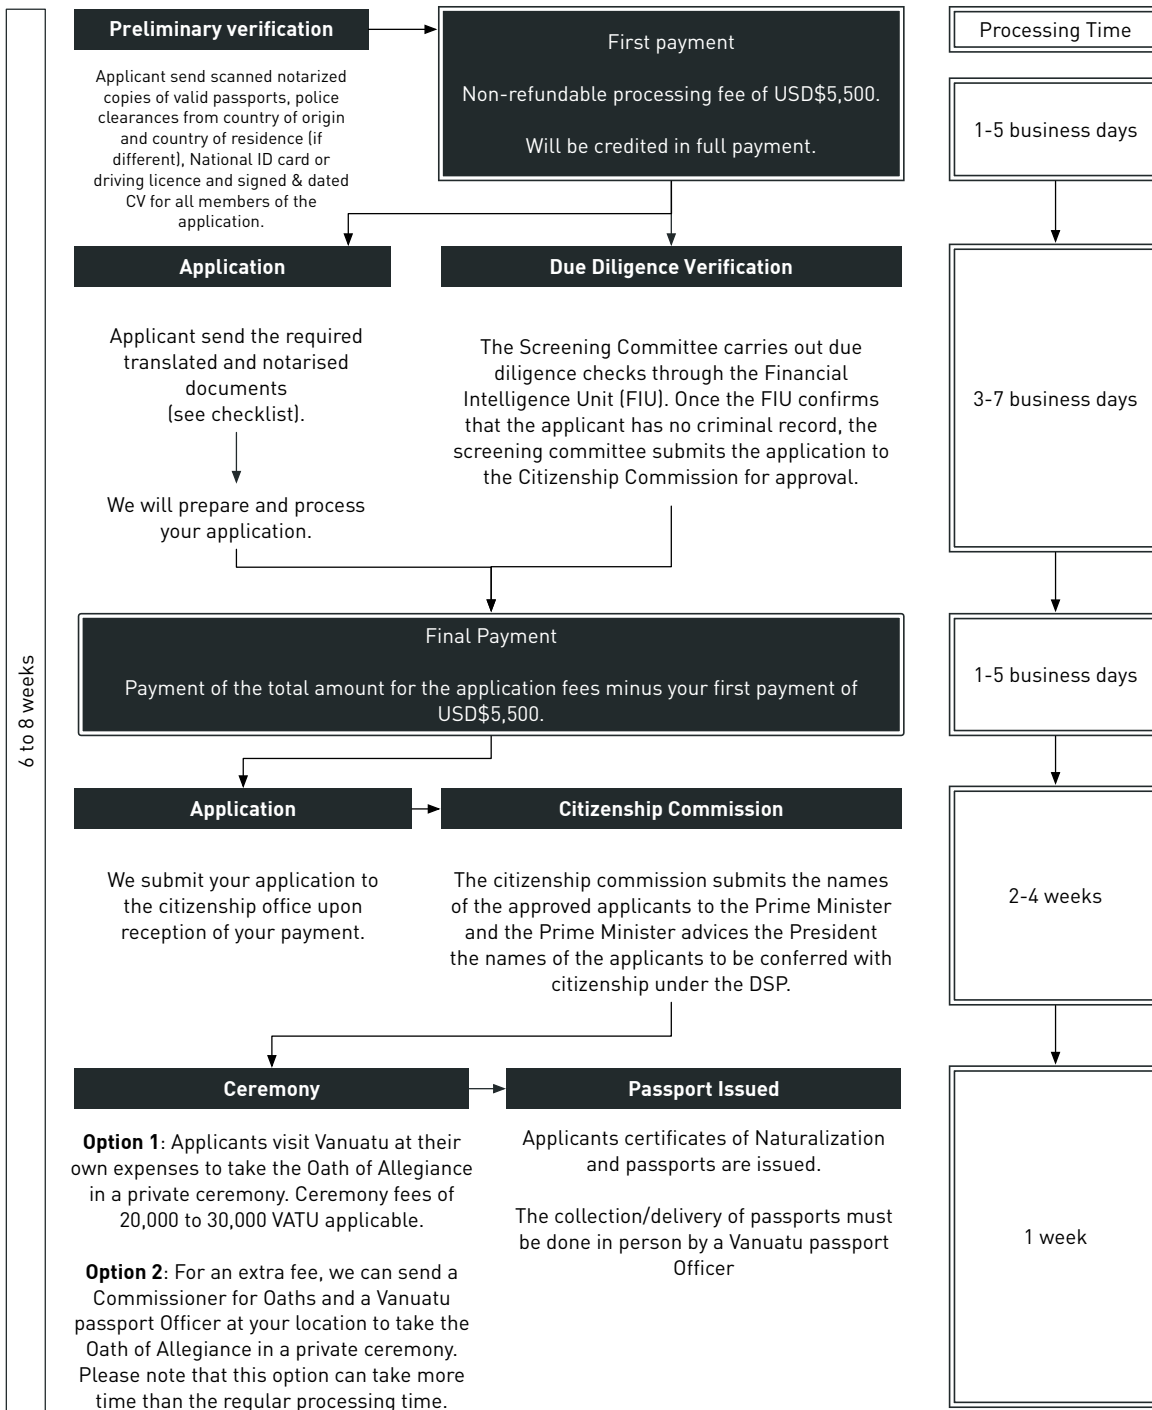 Preliminary verification
Applicant send scanned notarized
copies of valid passports, police
clearances from country of origin
and country of residence (if
different), National ID card or
driving licence and signed & dated
CV for all members of the
application.
First payment
Non-refundable processing fee of USD$5,500.
Will be credited in full payment.
Processing Time
1-5 business days
Application
Applicant send the required
translated and notarised
documents
(see checklist).
We will prepare and process
your application.
Due Diligence Verification
The Screening Committee carries out due
diligence checks through the Financial
Intelligence Unit (FIU). Once the FIU confirms
that the applicant has no criminal record, the
screening committee submits the application to
the Citizenship Commission for approval.
3-7 business days
6 to 8 weeks
Final Payment
Payment of the total amount for the application fees minus your first payment of
USD$5,500.
1-5 business days
Application
We submit your application to
the citizenship office upon
reception of your payment.
Citizenship Commission
The citizenship commission submits the names
of the approved applicants to the Prime Minister
and the Prime Minister advices the President
the names of the applicants to be conferred with
citizenship under the DSP.
2-4 weeks
Ceremony
Option 1: Applicants visit Vanuatu at their
own expenses to take the Oath of Allegiance
in a private ceremony. Ceremony fees of
20,000 to 30,000 VATU applicable.
Option 2: For an extra fee, we can send a
Commissioner for Oaths and a Vanuatu
passport Officer at your location to take the
Oath of Allegiance in a private ceremony.
Please note that this option can take more
time than the regular processing time.
Passport Issued
Applicants certificates of Naturalization
and passports are issued.
The collection/delivery of passports must
be done in person by a Vanuatu passport
Officer
1 week